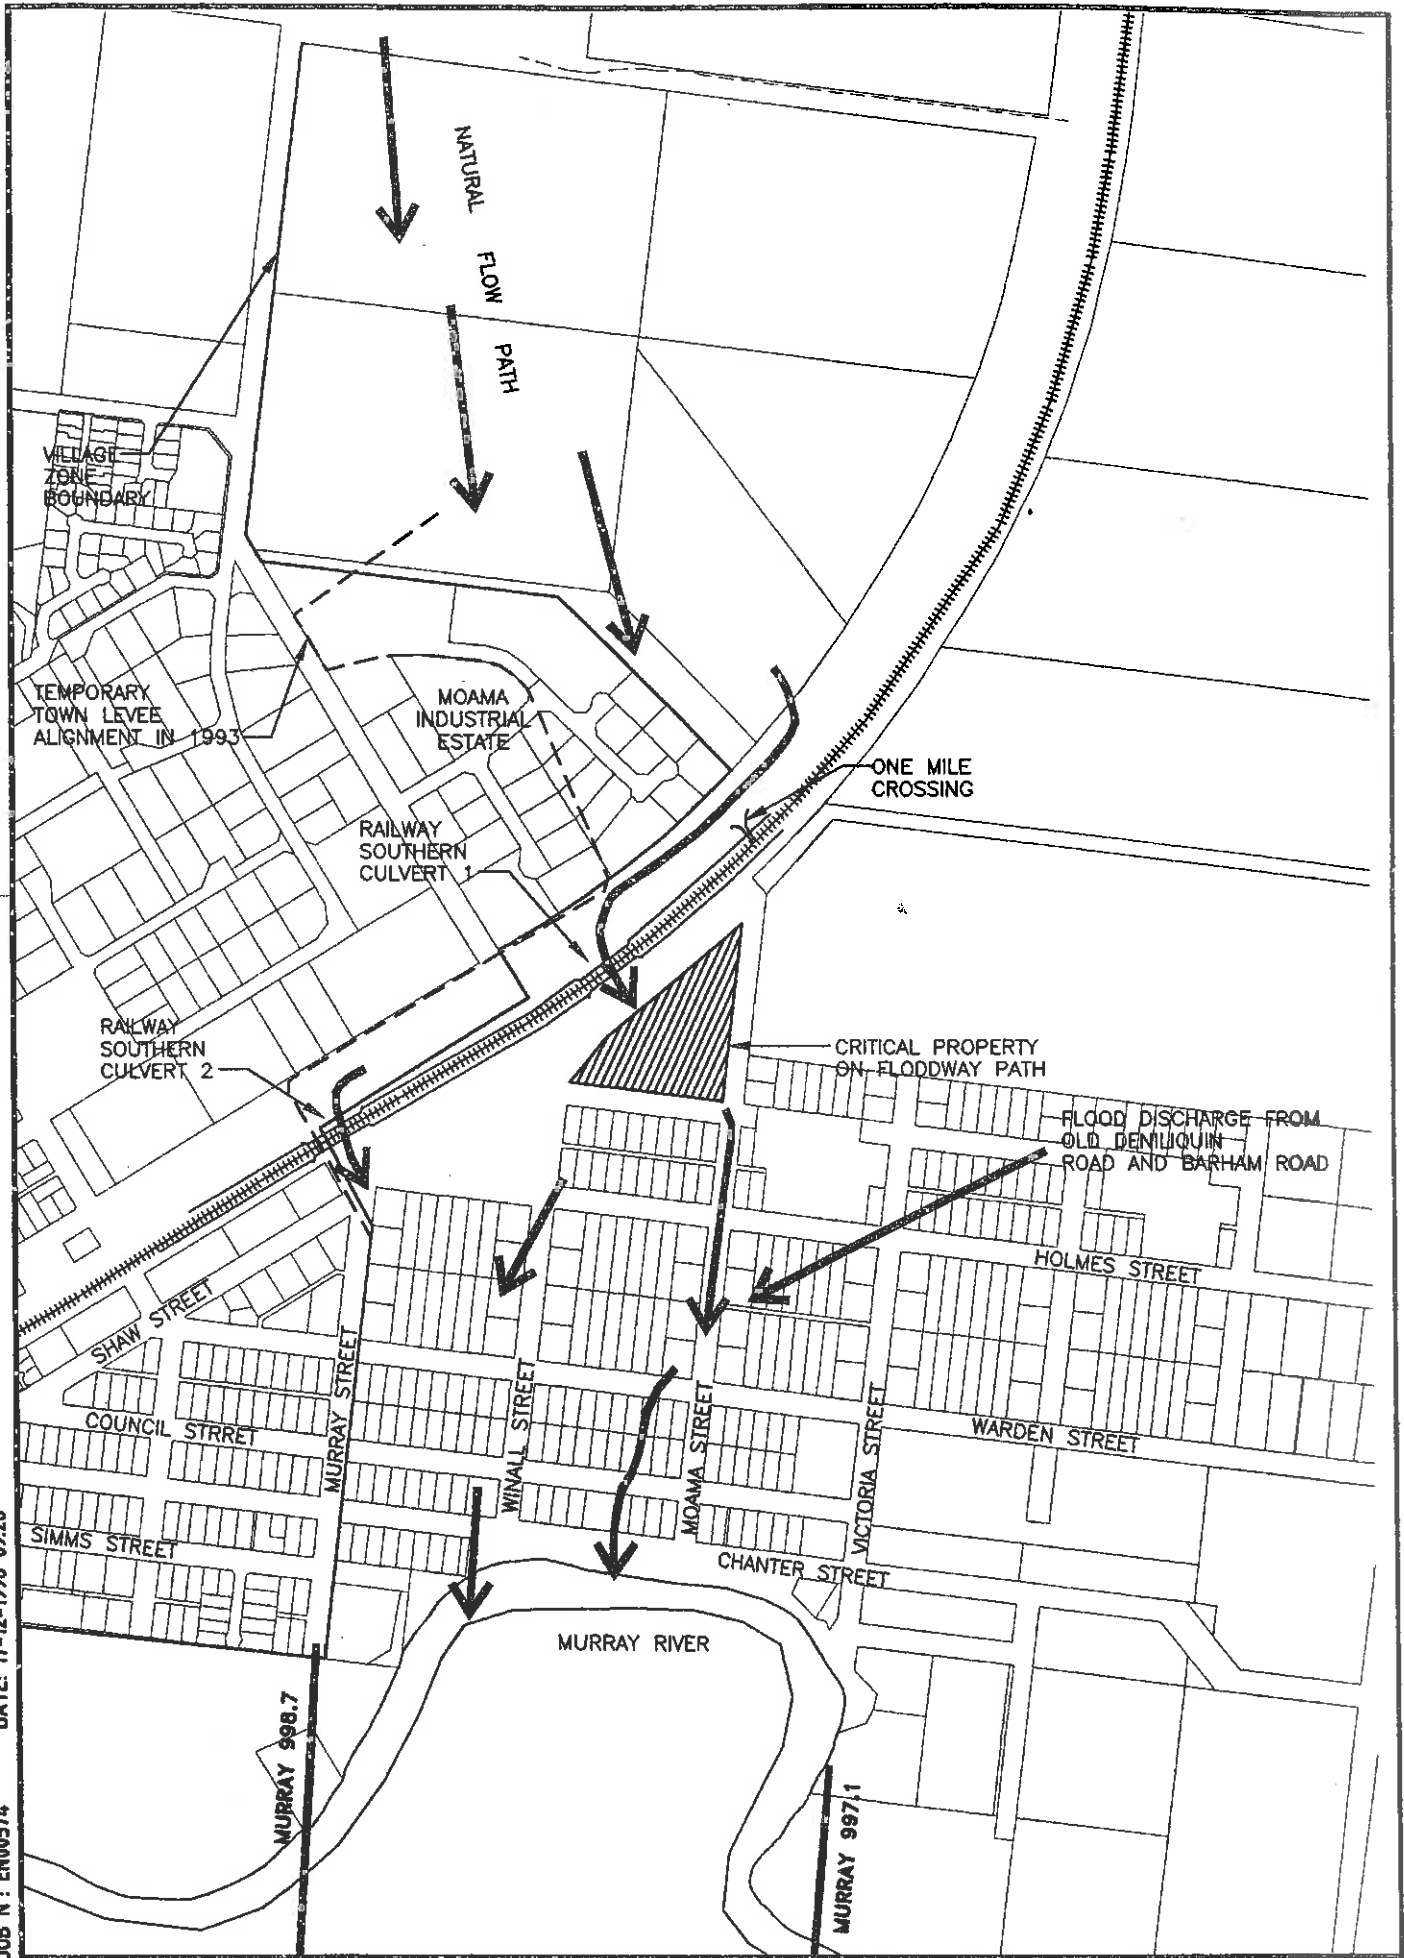 NATURAL FLOW PATH
VILLAGE
ZONE
BOUNDARY
TEMPORARY
TOWN LEVEE
ALIGNMENT IN 1993
MOAMA
INDUSTRIAL
ESTATE
ONE MILE
CROSSING
RAILWAY
SOUTHERN
CULVERT 1
RAILWAY
SOUTHERN
CULVERT 2
CRITICAL PROPERTY
ON FLODDWAY PATH
FLOOD DISCHARGE FROM
OLD DENILIQUIN
ROAD AND BARHAM ROAD
HOLMES STREET
SHAW STREET
MURRAY STREET
WINALL STREET
MOAMA STREET
VICTORIA STREET
COUNCIL STRRET
WARDEN STREET
SIMMS STREET
CHANTER STREET
MURRAY RIVER
MURRAY 998.7
MURRAY 997.1